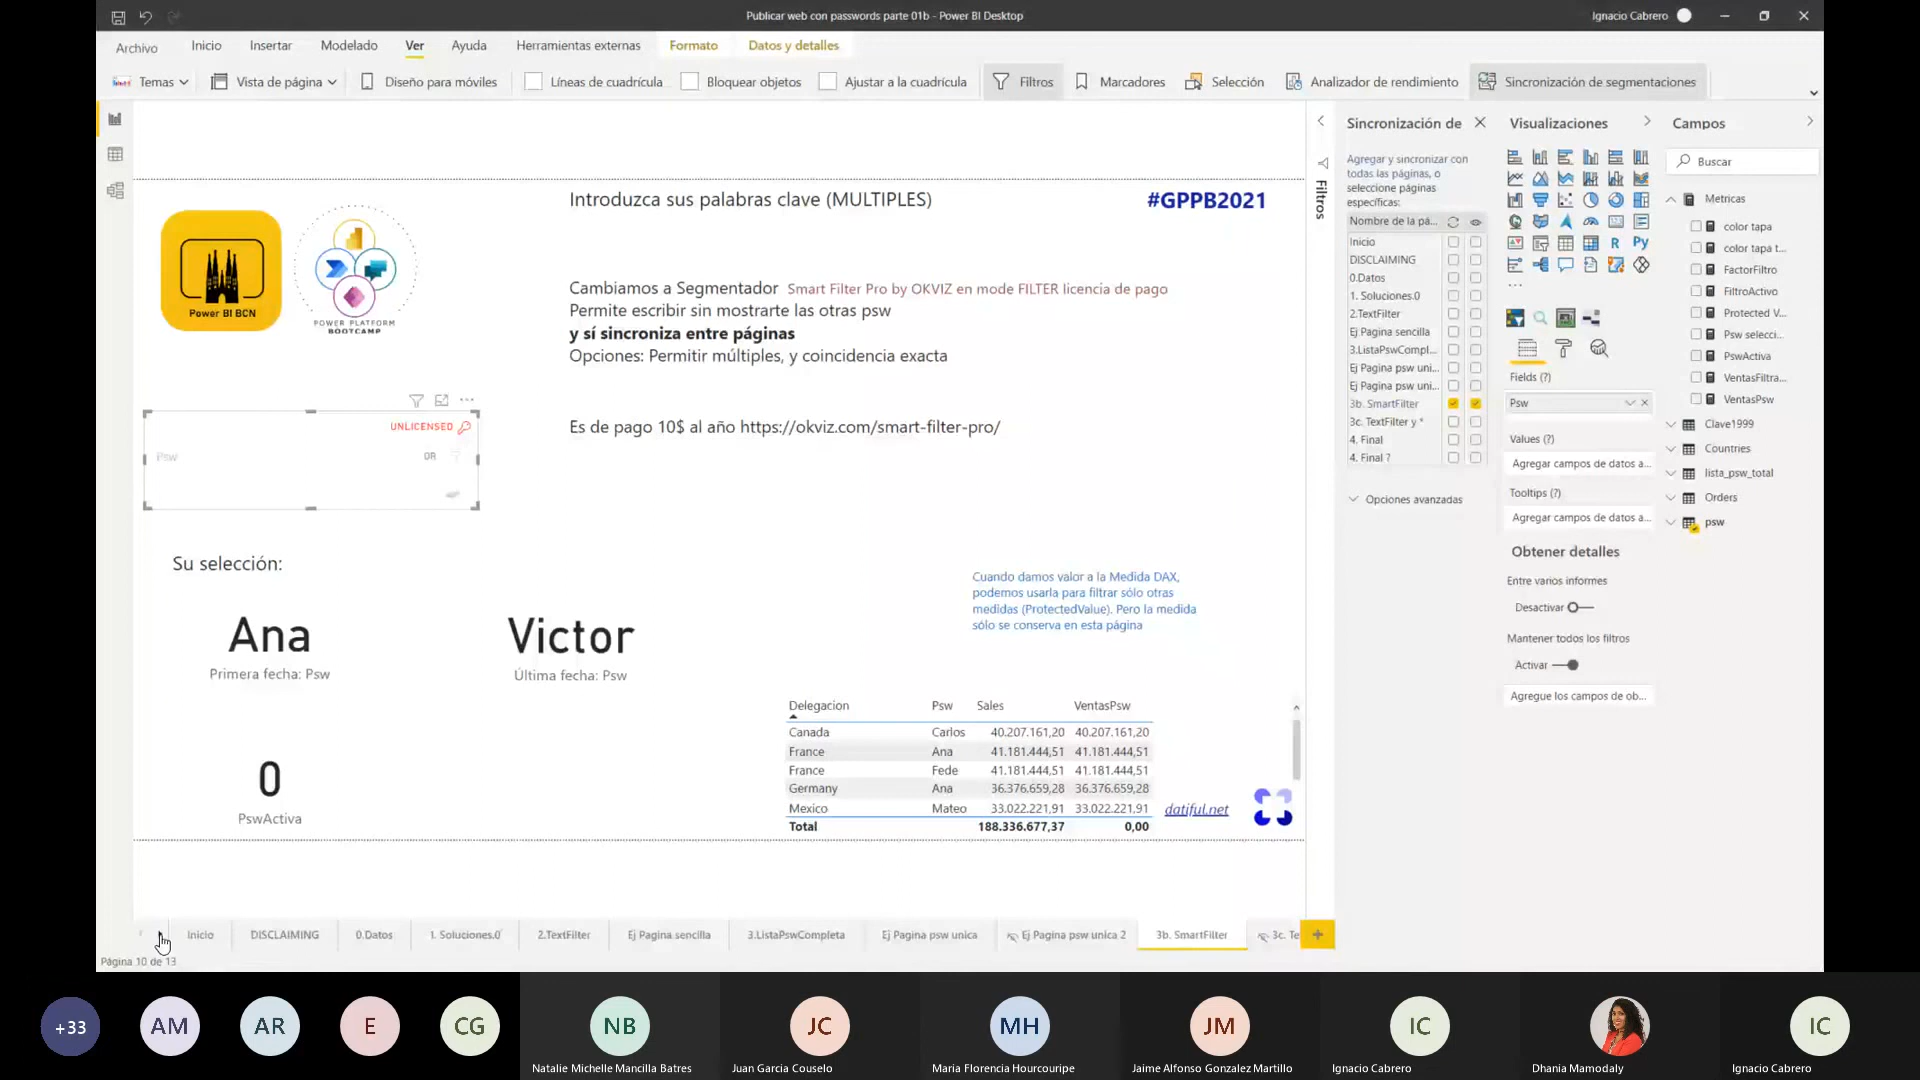 Publicar web con passwords parte 01b - Power BI Desktop
Ignacio Cabrero
Archivo
Inicio
Insertar
Modelado
Ver
Ayuda
Herramientas externas
Formato
Datos y detalles
Temas
Vista de página
Diseño para móviles
Líneas de cuadrícula
Bloquear objetos
Ajustar a la cuadrícula
Filtros
Marcadores
Selección
Analizador de rendimiento
Sincronización de segmentaciones
Power BI BCN
POWER PLATFORM
BOOTCAMP
Introduzca sus palabras clave (MULTIPLES)
#GPPB2021
Cambiamos a Segmentador Smart Filter Pro by OKVIZ en mode FILTER licencia de pago
Permite escribir sin mostrarte las otras psw
y sí sincroniza entre páginas
Opciones: Permitir múltiples, y coincidencia exacta
Es de pago 10$ al año https://okviz.com/smart-filter-pro/
UNLICENSED
Psw
OR
Su selección:
Ana
Primera fecha: Psw
Victor
Última fecha: Psw
0
PswActiva
Cuando damos valor a la Medida DAX,
podemos usarla para filtrar sólo otras
medidas (ProtectedValue). Pero la medida
sólo se conserva en esta página
Delegacion Psw Sales VentasPsw
Canada Carlos 40.207.161,20 40.207.161,20
France Ana 41.181.444,51 41.181.444,51
France Fede 41.181.444,51 41.181.444,51
Germany Ana 36.376.659,28 36.376.659,28
Mexico Mateo 33.022.221,91 33.022.221,91
Total 188.336.677,37 0,00
datiful.net
Filtros
Sincronización de
Agregar y sincronizar con
todas las páginas, o
seleccione páginas
específicas:
Nombre de la pá...
Inicio
DISCLAIMING
0.Datos
1. Soluciones.0
2.TextFilter
Ej Pagina sencilla
3.ListaPswCompl...
Ej Pagina psw uni...
Ej Pagina psw uni...
3b. SmartFilter
3c. TextFilter y *
4. Final
4. Final ?
Opciones avanzadas
Visualizaciones
R
Py
...
Fields (?)
Psw
Values (?)
Agregar campos de datos a...
Tooltips (?)
Agregar campos de datos a...
Obtener detalles
Entre varios informes
Desactivar
Mantener todos los filtros
Activar
Agregue los campos de ob...
Campos
Buscar
Metricas
color tapa
color tapa t...
FactorFiltro
FiltroActivo
Protected V...
Psw selecci...
PswActiva
VentasFiltra...
VentasPsw
Clave1999
Countries
lista_psw_total
Orders
psw
Inicio
DISCLAIMING
0.Datos
1. Soluciones.0
2.TextFilter
Ej Pagina sencilla
3.ListaPswCompleta
Ej Pagina psw unica
Ej Pagina psw unica 2
3b. SmartFilter
3c. Te
+
Página 10 de 13
+33
AM
AR
E
CG
NB
JC
MH
JM
IC
IC
Natalie Michelle Mancilla Batres
Juan Garcia Couselo
Maria Florencia Hourcouripe
Jaime Alfonso Gonzalez Martillo
Ignacio Cabrero
Dhania Mamodaly
Ignacio Cabrero